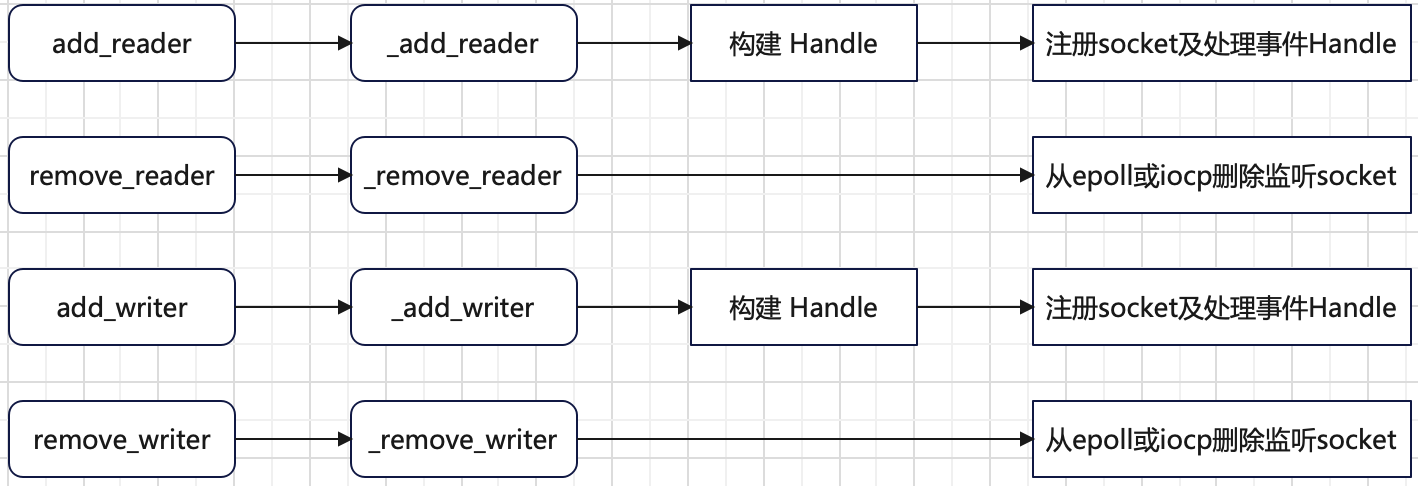 add_reader
_add_reader
构建 Handle
注册socket及处理事件Handle
remove_reader
_remove_reader
从epoll或iocp删除监听socket
add_writer
_add_writer
构建 Handle
注册socket及处理事件Handle
remove_writer
_remove_writer
从epoll或iocp删除监听socket